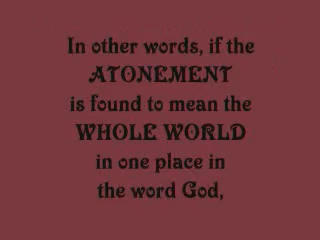 In other words, if the
ATONEMENT
is found to mean the
WHOLE WORLD
in one place in
the word God,